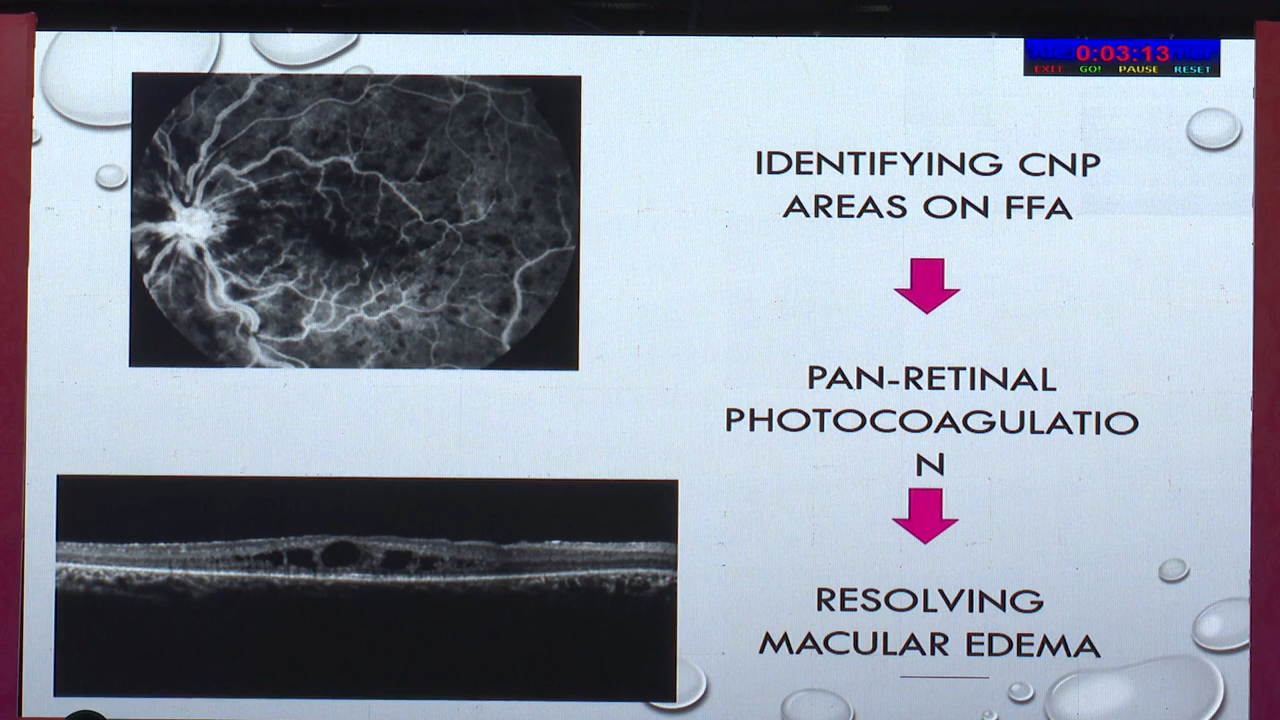 0:03:13
EXIT GO! PAUSE RESET
IDENTIFYING CNP
AREAS ON FFA
PAN-RETINAL
PHOTOCOAGULATIO
N
RESOLVING
MACULAR EDEMA